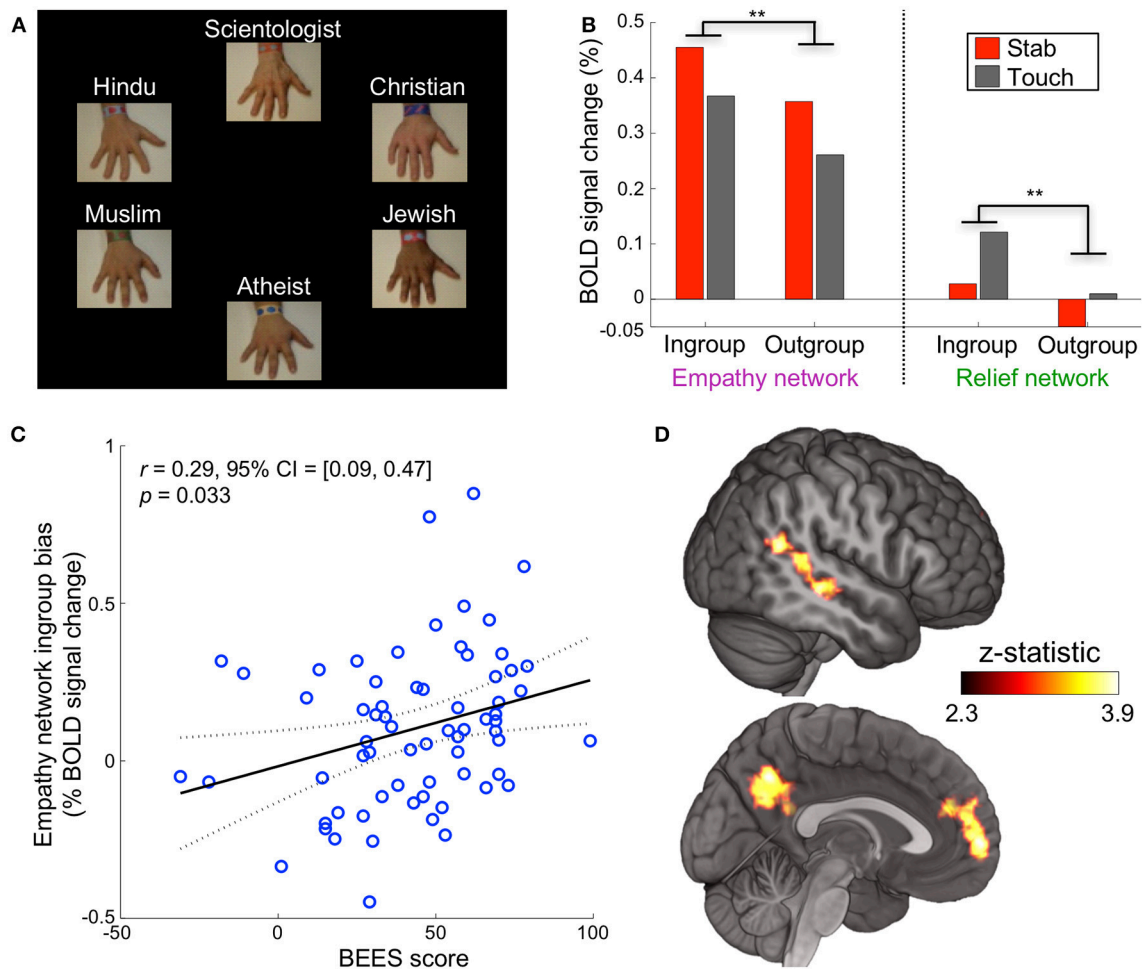 A
Scientologist
Hindu
Christian
Muslim
Jewish
Atheist
B
BOLD signal change (%)
0.5
0.4
0.3
0.2
0.1
0
-0.05
**
**
Stab
Touch
Ingroup
Outgroup
Ingroup
Outgroup
Empathy network
Relief network
C
Empathy network ingroup bias
(% BOLD signal change)
1
0.5
0
-0.5
r = 0.29, 95% CI = [0.09, 0.47]
p = 0.033
-50
0
50
100
BEES score
D
z-statistic
2.3
3.9